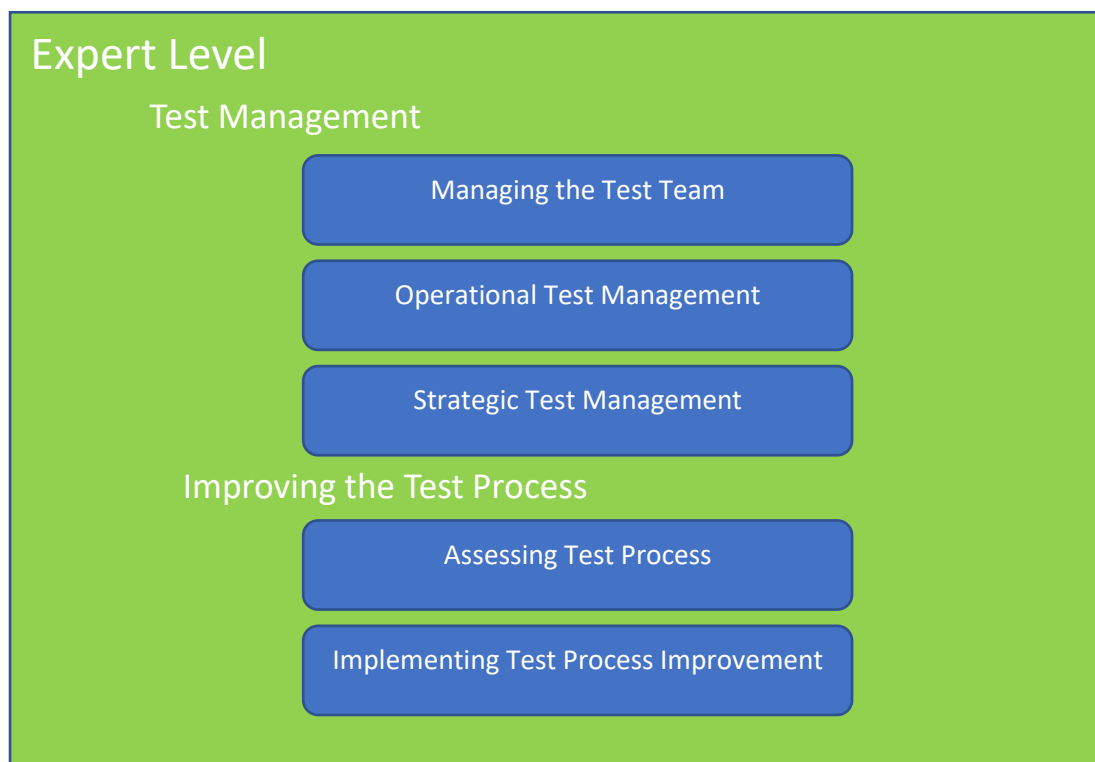 Expert Level
Test Management
Managing the Test Team
Operational Test Management
Strategic Test Management
Improving the Test Process
Assessing Test Process
Implementing Test Process Improvement